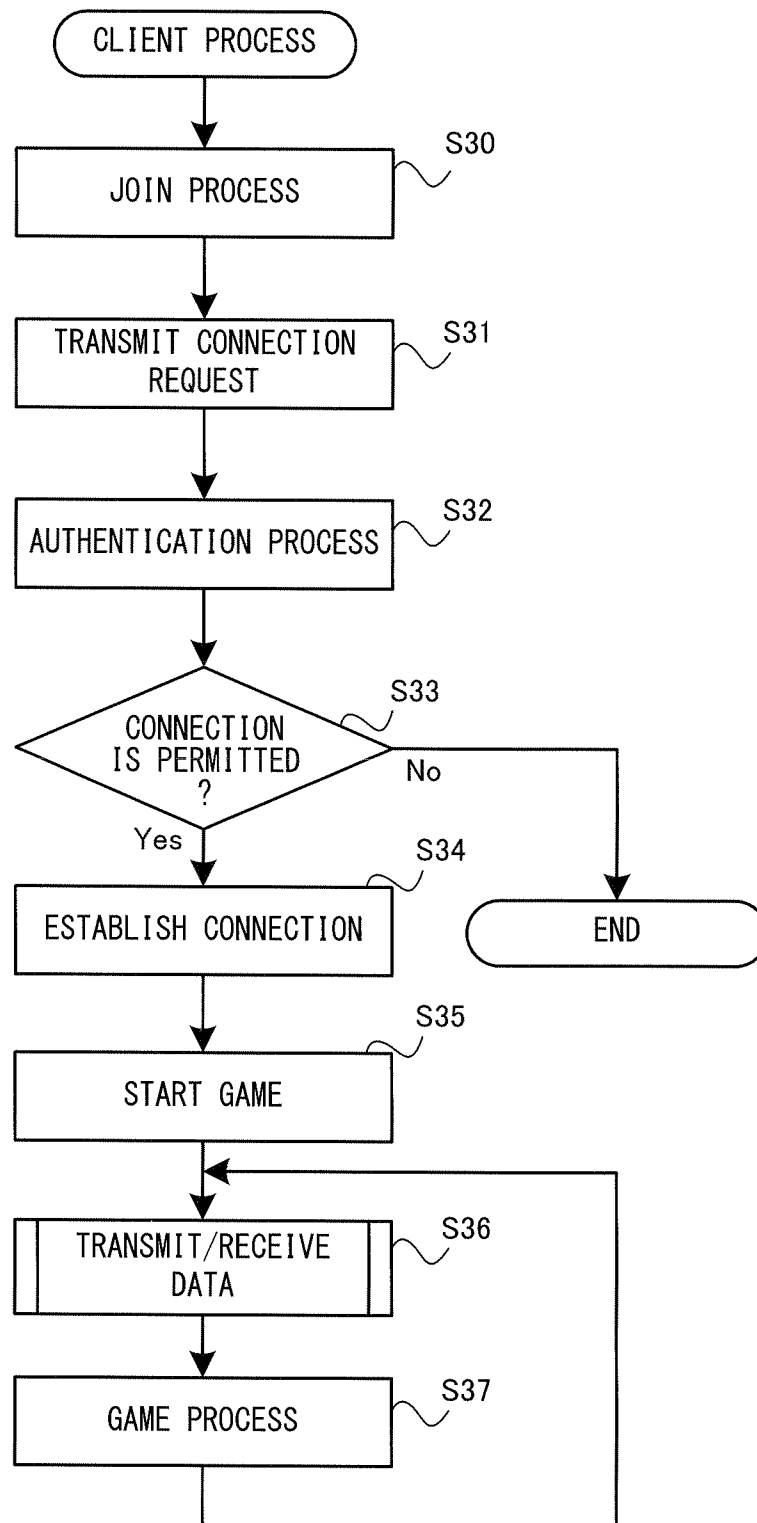 CLIENT PROCESS
S30
JOIN PROCESS
S31
TRANSMIT CONNECTION
REQUEST
S32
AUTHENTICATION PROCESS
S33
CONNECTION
IS PERMITTED
?
No
Yes
S34
ESTABLISH CONNECTION
END
S35
START GAME
S36
TRANSMIT/RECEIVE
DATA
S37
GAME PROCESS